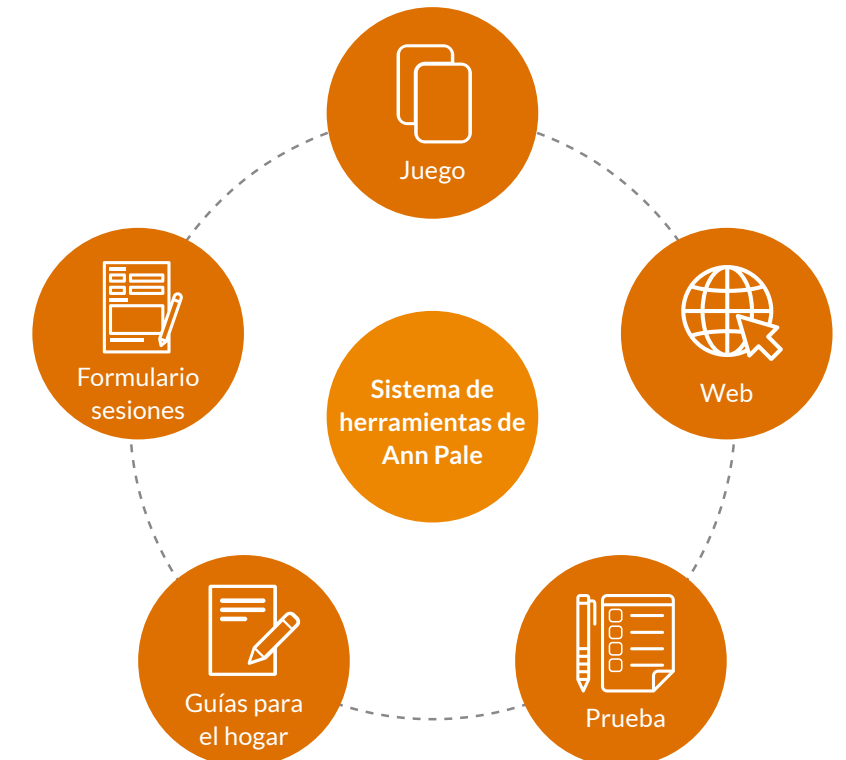 Juego
Formulario
sesiones
Web
Sistema de
herramientas de
Ann Pale
Guías para
el hogar
Prueba